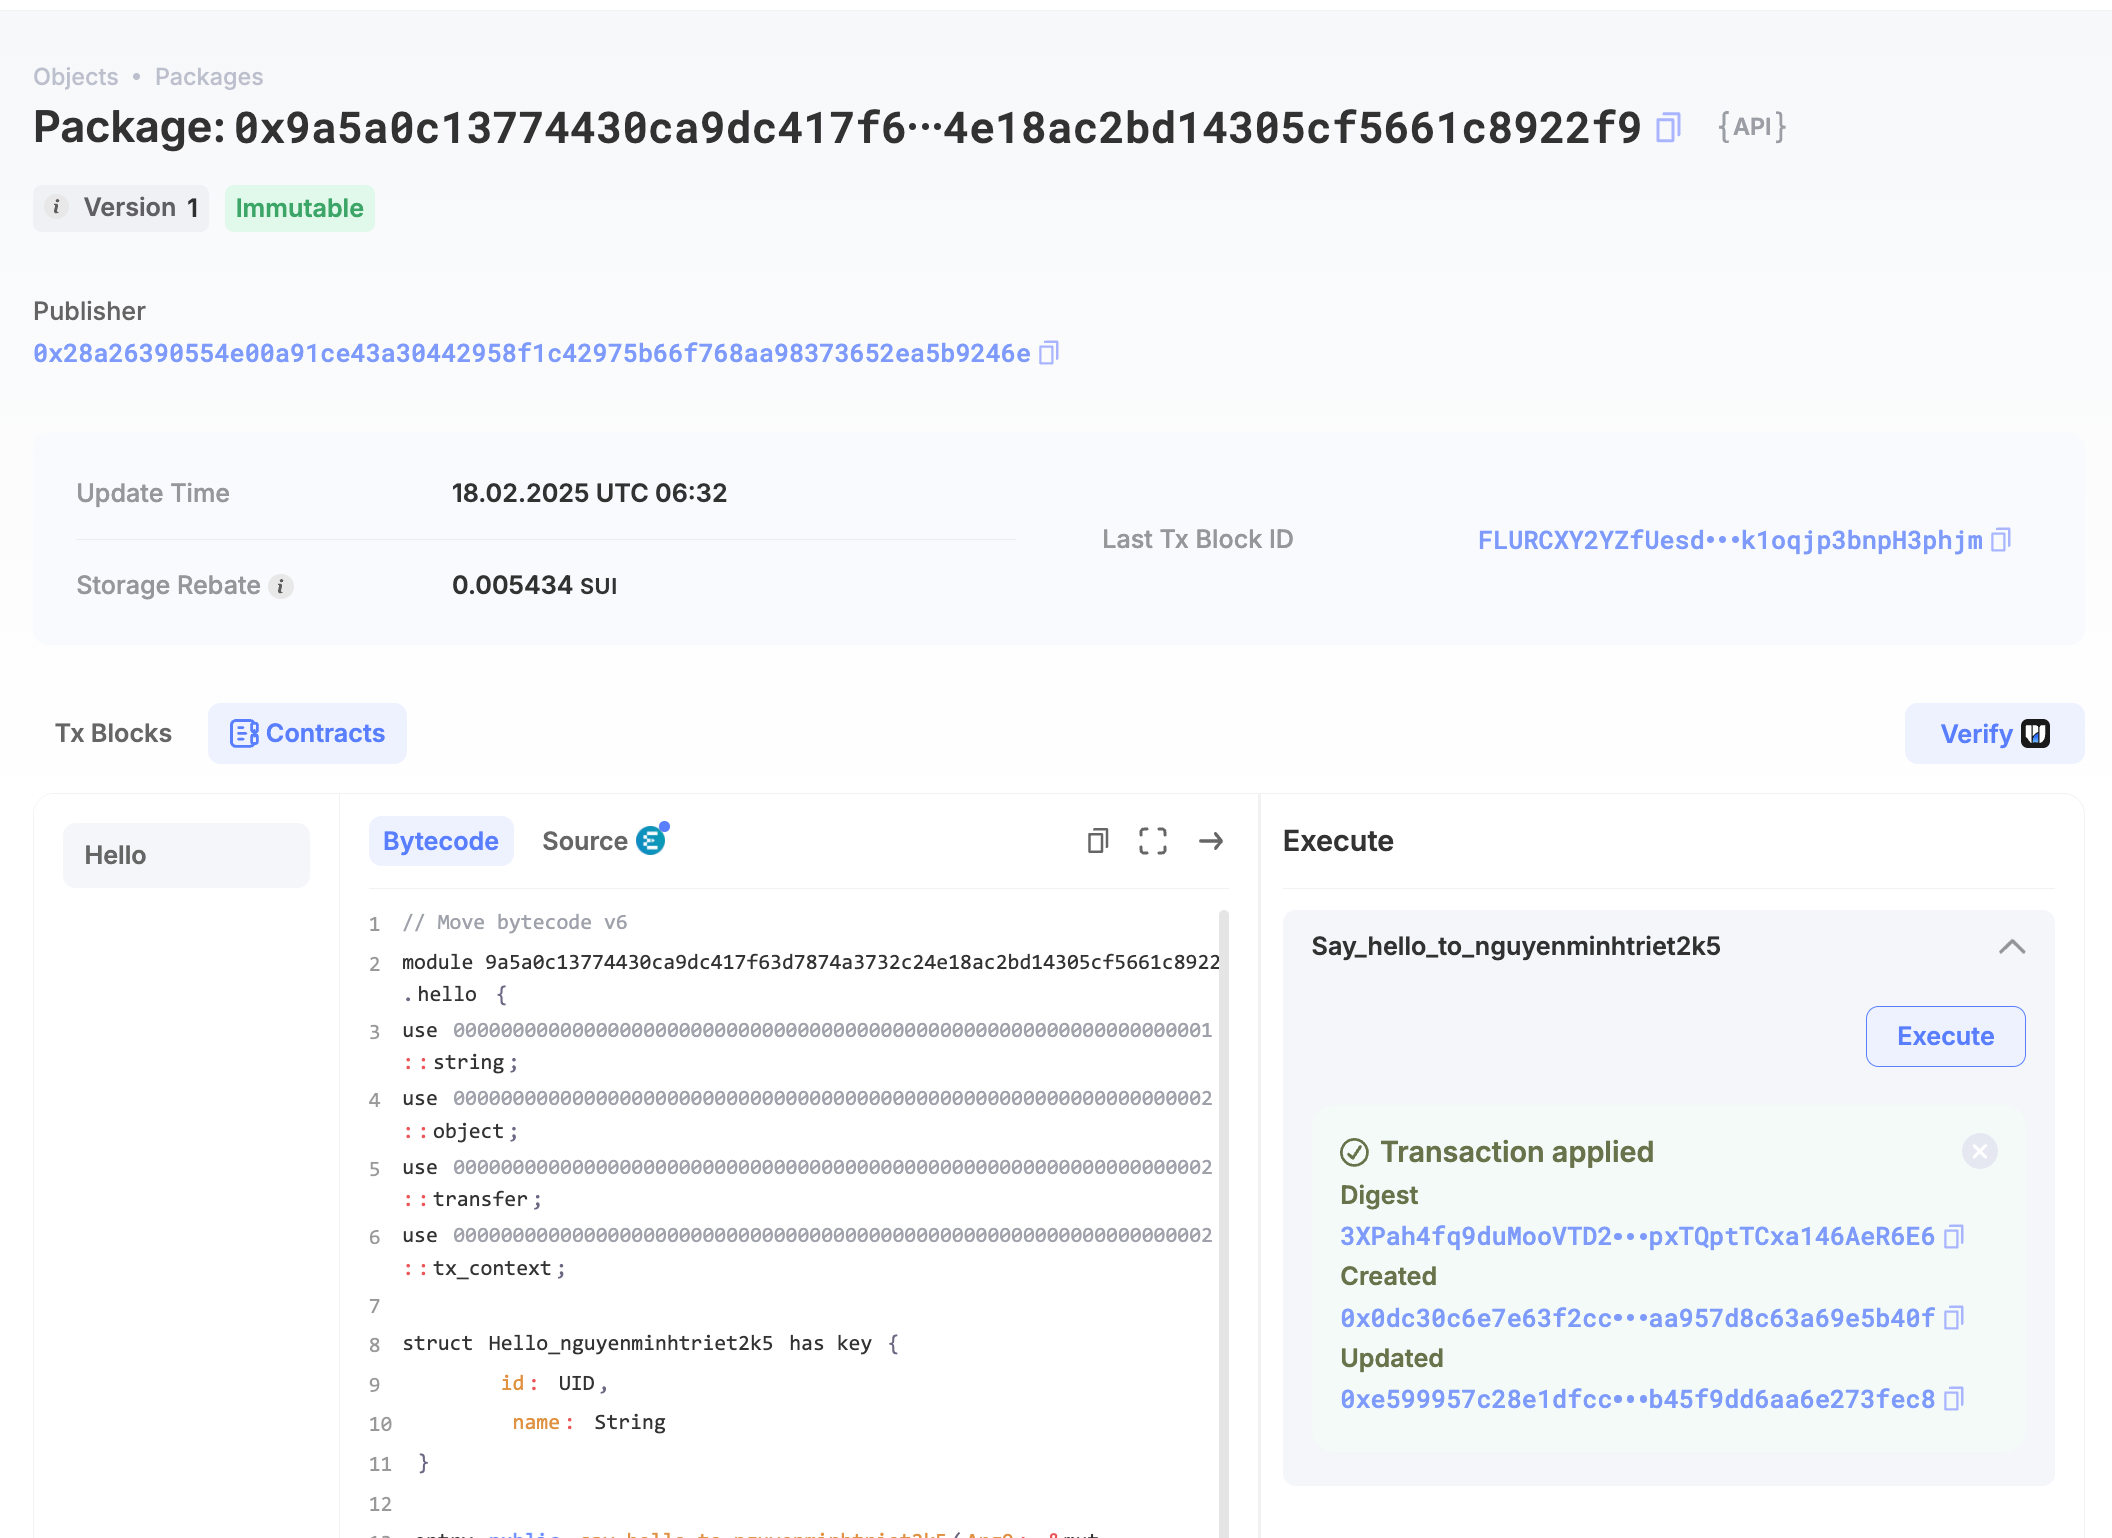 Objects • Packages
Package: 0x9a5a0c13774430ca9dc417f6···4e18ac2bd14305cf5661c8922f9 {API}
i Version 1 Immutable
Publisher
0x28a26390554e00a91ce43a30442958f1c42975b66f768aa98373652ea5b9246e
Update Time 18.02.2025 UTC 06:32
Last Tx Block ID FLURCXY2YZfUesd•••k1oqjp3bnpH3phjm
Storage Rebate i 0.005434 SUI
Tx Blocks Contracts Verify
Hello
Bytecode Source
Execute
1 // Move bytecode v6
2 module 9a5a0c13774430ca9dc417f63d7874a3732c24e18ac2bd14305cf5661c8922
.hello {
3 use 0000000000000000000000000000000000000000000000000000000000000001
::string;
4 use 0000000000000000000000000000000000000000000000000000000000000002
::object;
5 use 0000000000000000000000000000000000000000000000000000000000000002
::transfer;
6 use 0000000000000000000000000000000000000000000000000000000000000002
::tx_context;
7
8 struct Hello_nguyenminhtriet2k5 has key {
9 id: UID,
10 name: String
11 }
12
Say_hello_to_nguyenminhtriet2k5
Execute
Transaction applied
Digest
3XPah4fq9duMooVTD2•••pxTQptTCxa146AeR6E6
Created
0x0dc30c6e7e63f2cc•••aa957d8c63a69e5b40f
Updated
0xe599957c28e1dfcc•••b45f9dd6aa6e273fec8